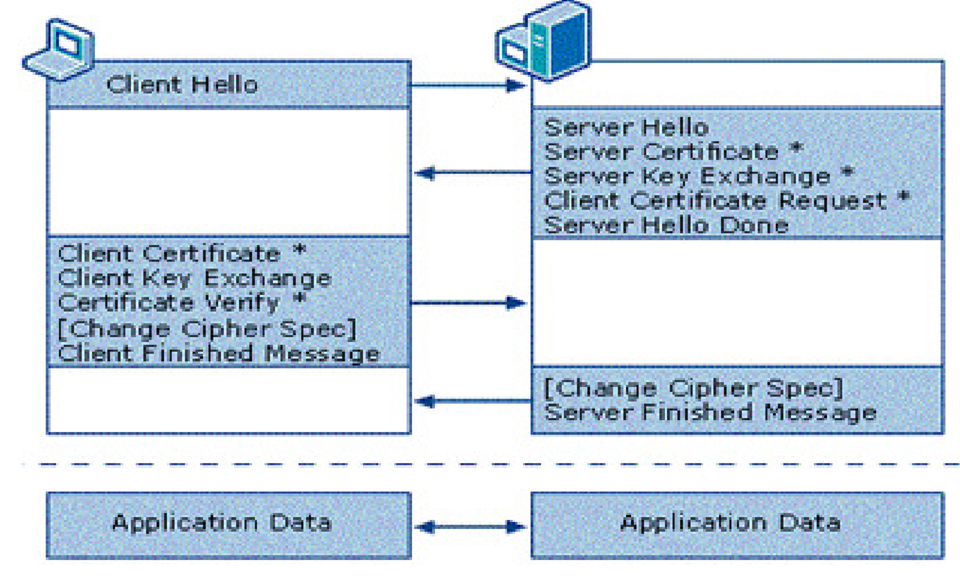 Client Hello
Server Hello
Server Certificate *
Server Key Exchange *
Client Certificate Request *
Server Hello Done
Client Certificate *
Client Key Exchange
Certificate Verify *
[Change Cipher Spec]
Client Finished Message
[Change Cipher Spec]
Server Finished Message
Application Data
Application Data